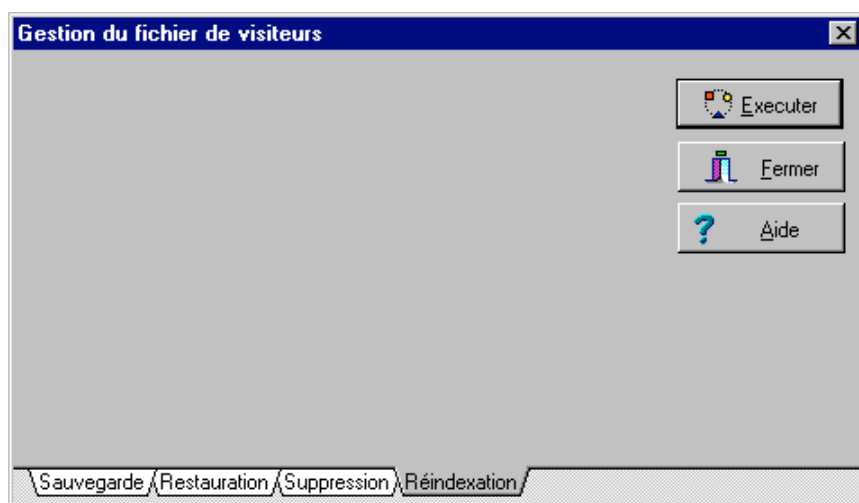 Gestion du fichier de visiteurs
Executer
Fermer
? Aide
Sauvegarde Restauration Suppression Réindexation